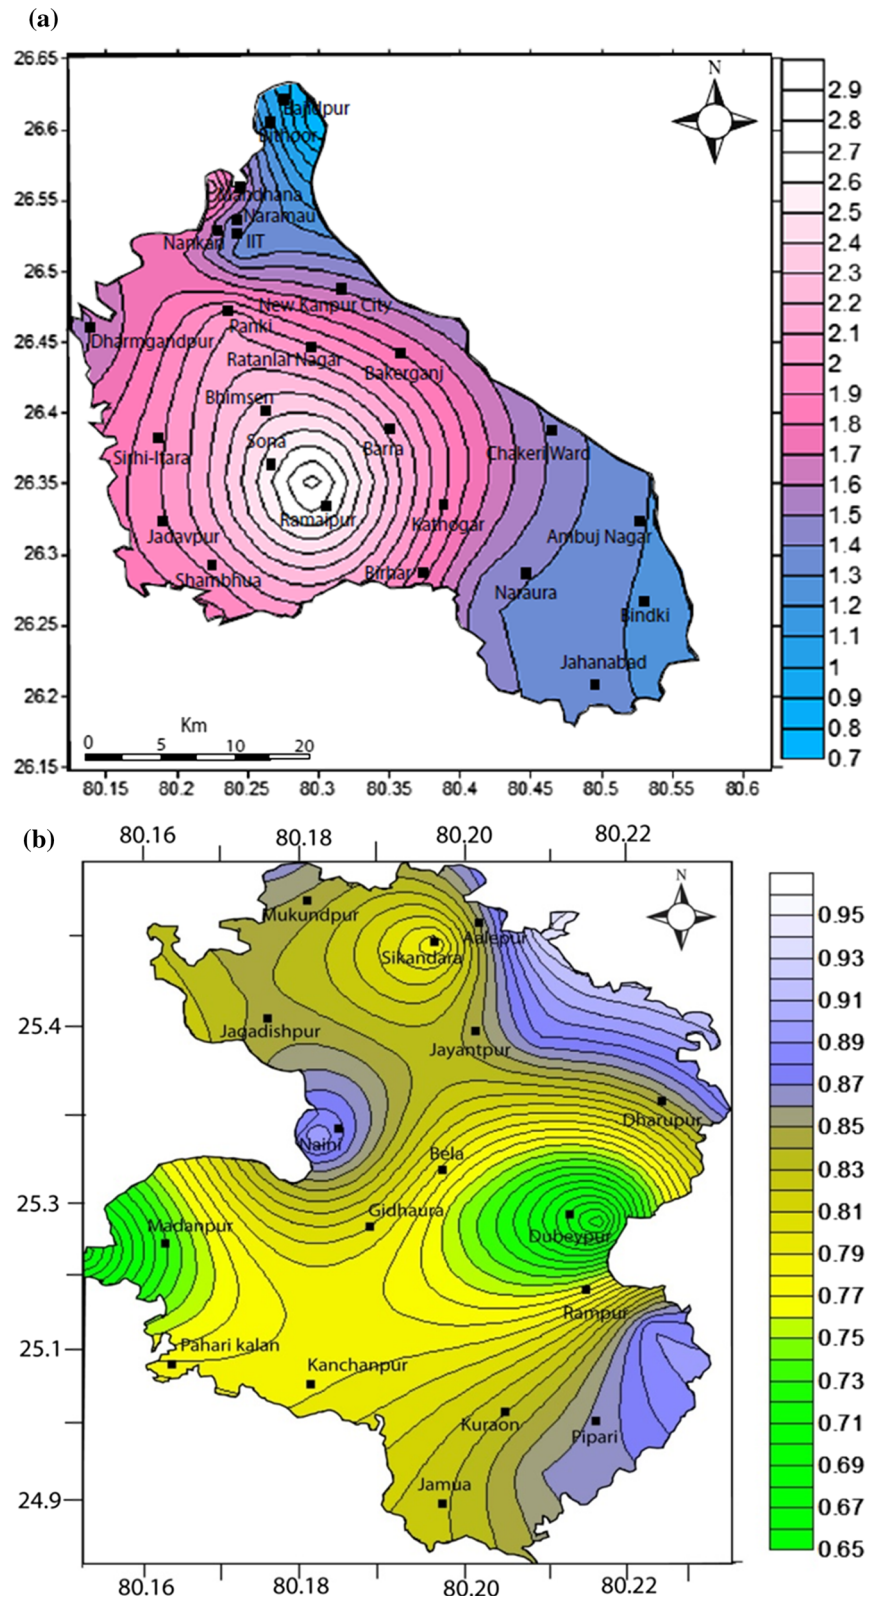 (a)
26.65
26.6
26.55
26.5
26.45
26.4
26.35
26.3
26.25
26.2
26.15
N
Bithoor
Mandhana
Naramau
Nankari
IIT
New Kanpur City
Panki
Dharmgandpur
Ratanlal Nagar
Bakerganj
Bhimsen
Sona
Barra
Chakeri Ward
Sirhi-Itara
Ramaipur
Kathogar
Jadavpur
Ambuj Nagar
Shambhua
Birhar
Naraura
Bindki
Jahanabad
Km
0 5 10 20
80.15 80.2 80.25 80.3 80.35 80.4 80.45 80.5 80.55 80.6
2.9
2.8
2.7
2.6
2.5
2.4
2.3
2.2
2.1
2
1.9
1.8
1.7
1.6
1.5
1.4
1.3
1.2
1.1
1
0.9
0.8
0.7
(b)
80.16 80.18 80.20 80.22
N
Mukundpur
Aalepur
Sikandara
25.4
Jagadishpur
Jayantpur
Dharupur
Naini
Bela
25.3
Gidhaura
Madanpur
Dubeypur
Rampur
25.1
Pahari kalan
Kanchanpur
Kuraon
Pipari
Jamua
24.9
80.16 80.18 80.20 80.22
0.95
0.93
0.91
0.89
0.87
0.85
0.83
0.81
0.79
0.77
0.75
0.73
0.71
0.69
0.67
0.65